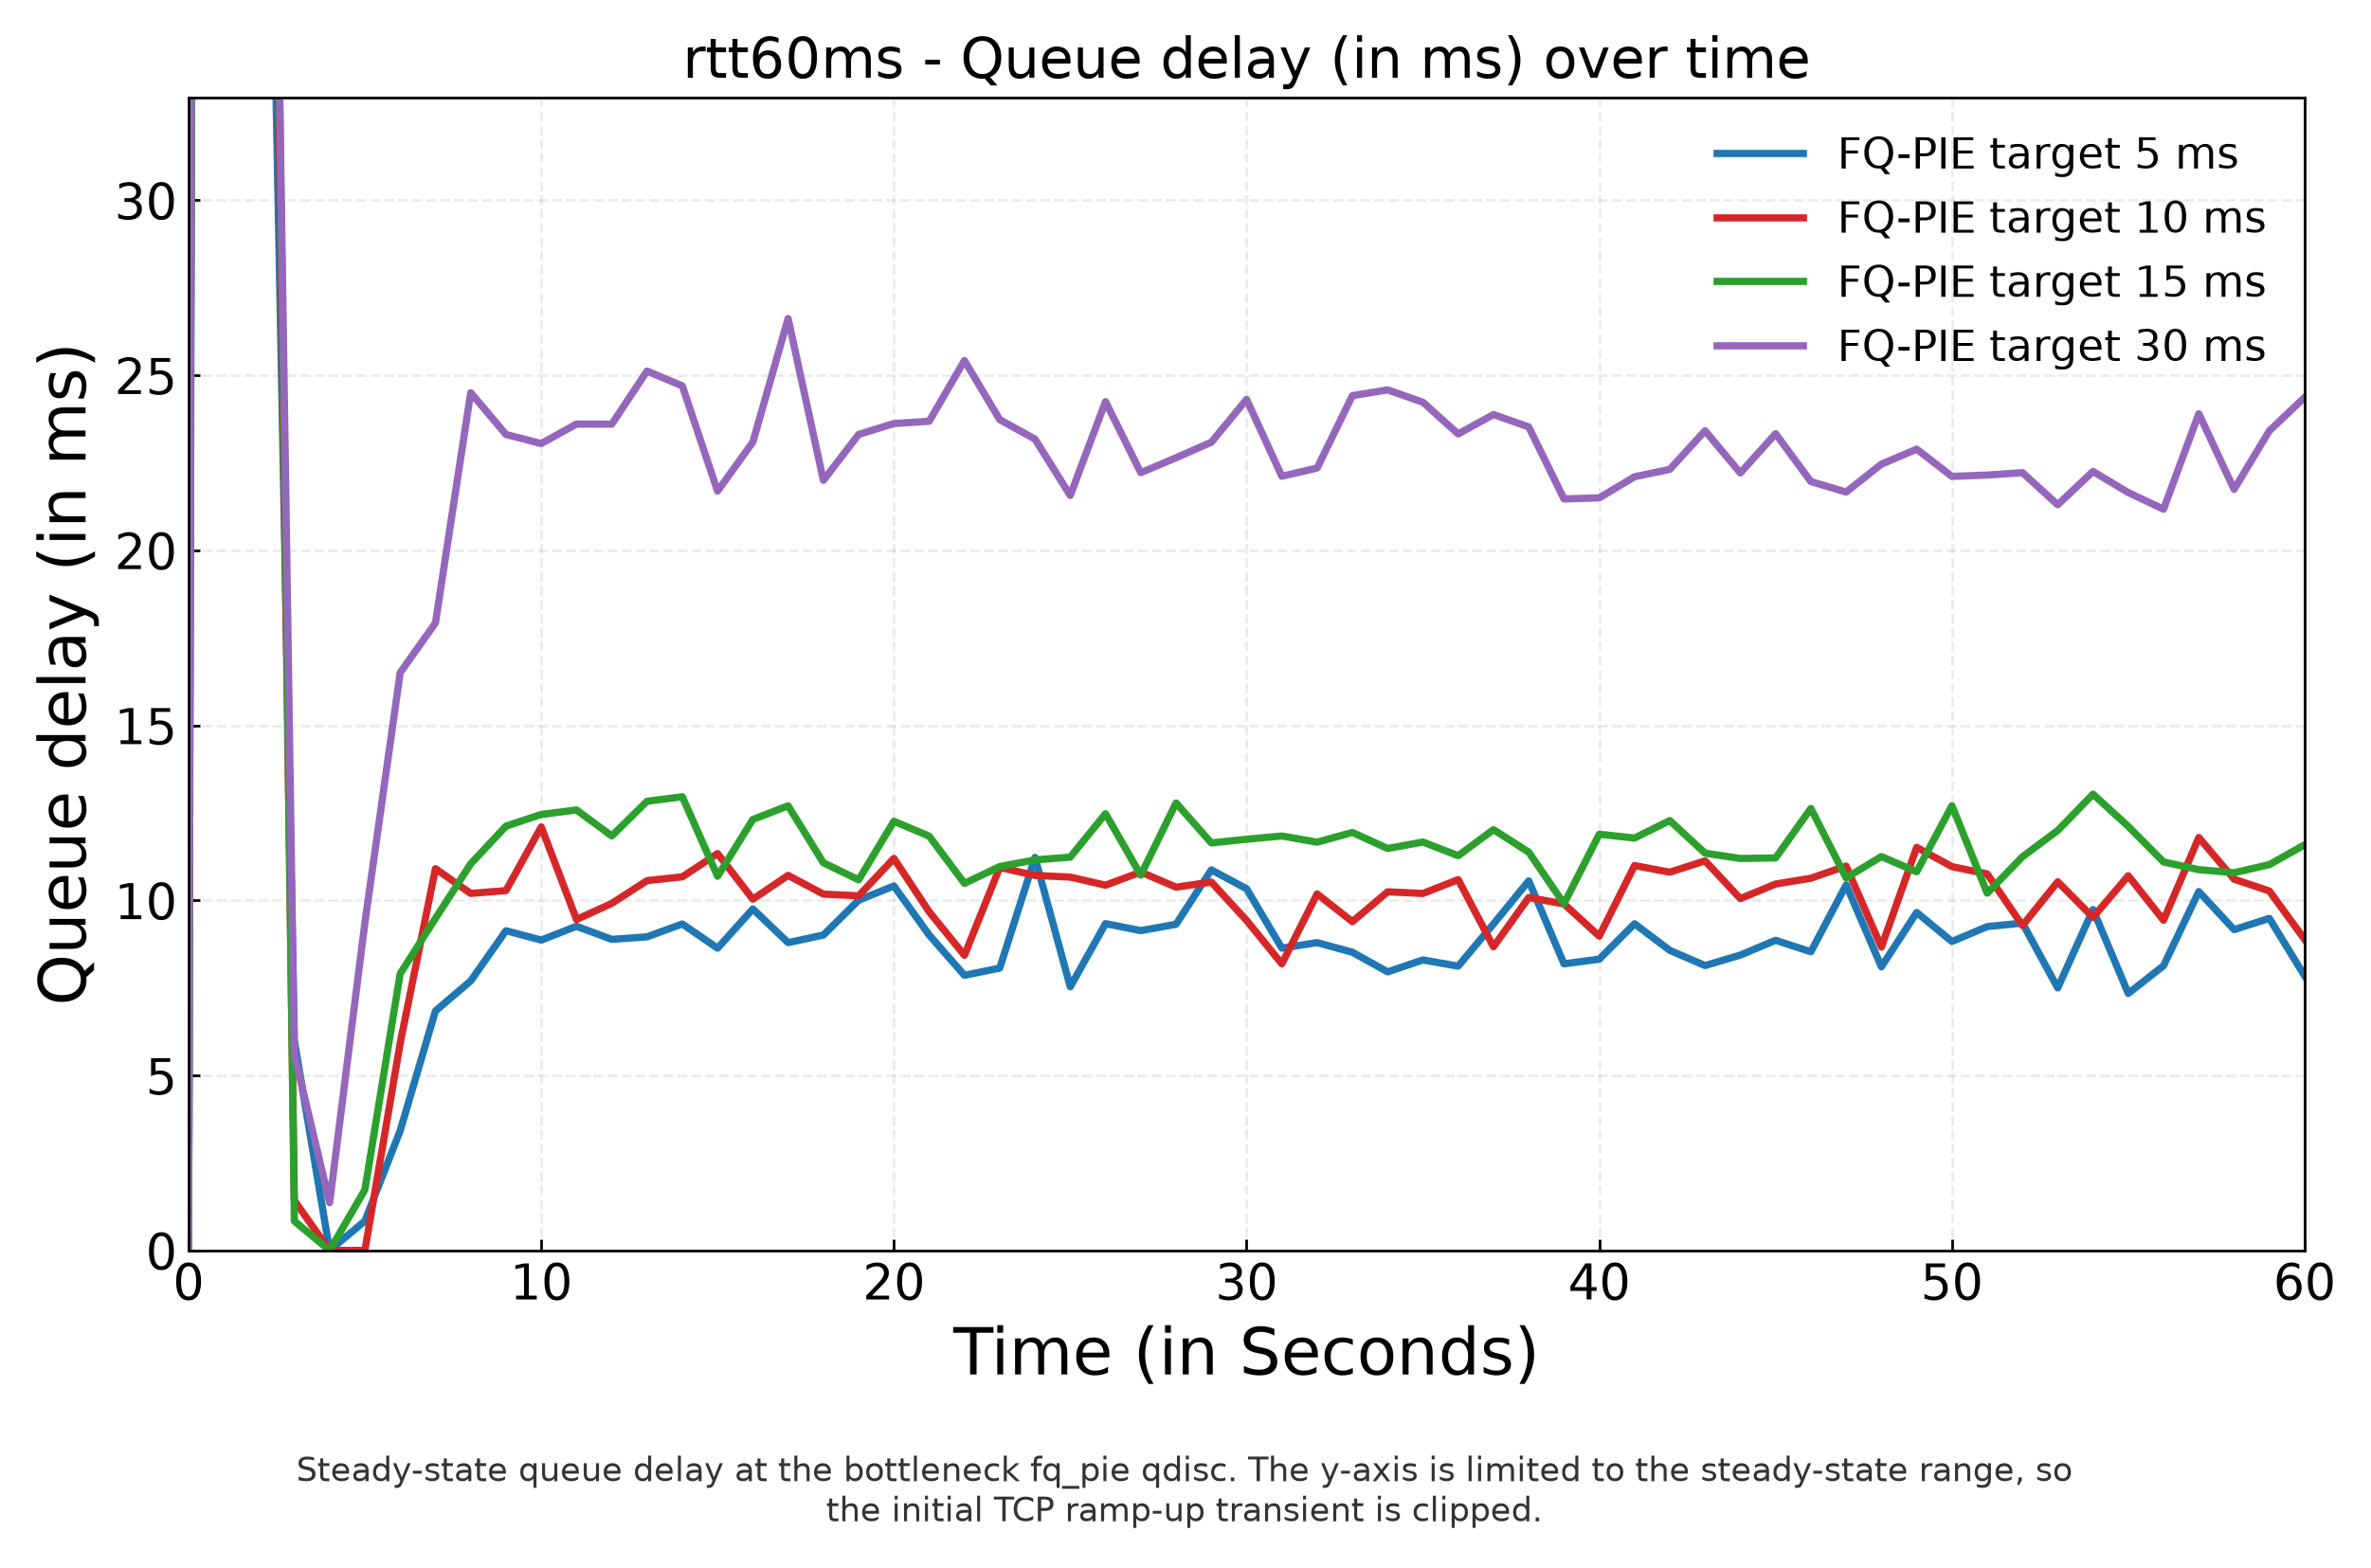 rtt60ms - Queue delay (in ms) over time
Queue delay (in ms)
30
25
20
15
10
5
0
FQ-PIE target 5 ms
FQ-PIE target 10 ms
FQ-PIE target 15 ms
FQ-PIE target 30 ms
0 10 20 30 40 50 60
Time (in Seconds)
Steady-state queue delay at the bottleneck fq_pie qdisc. The y-axis is limited to the steady-state range, so
the initial TCP ramp-up transient is clipped.